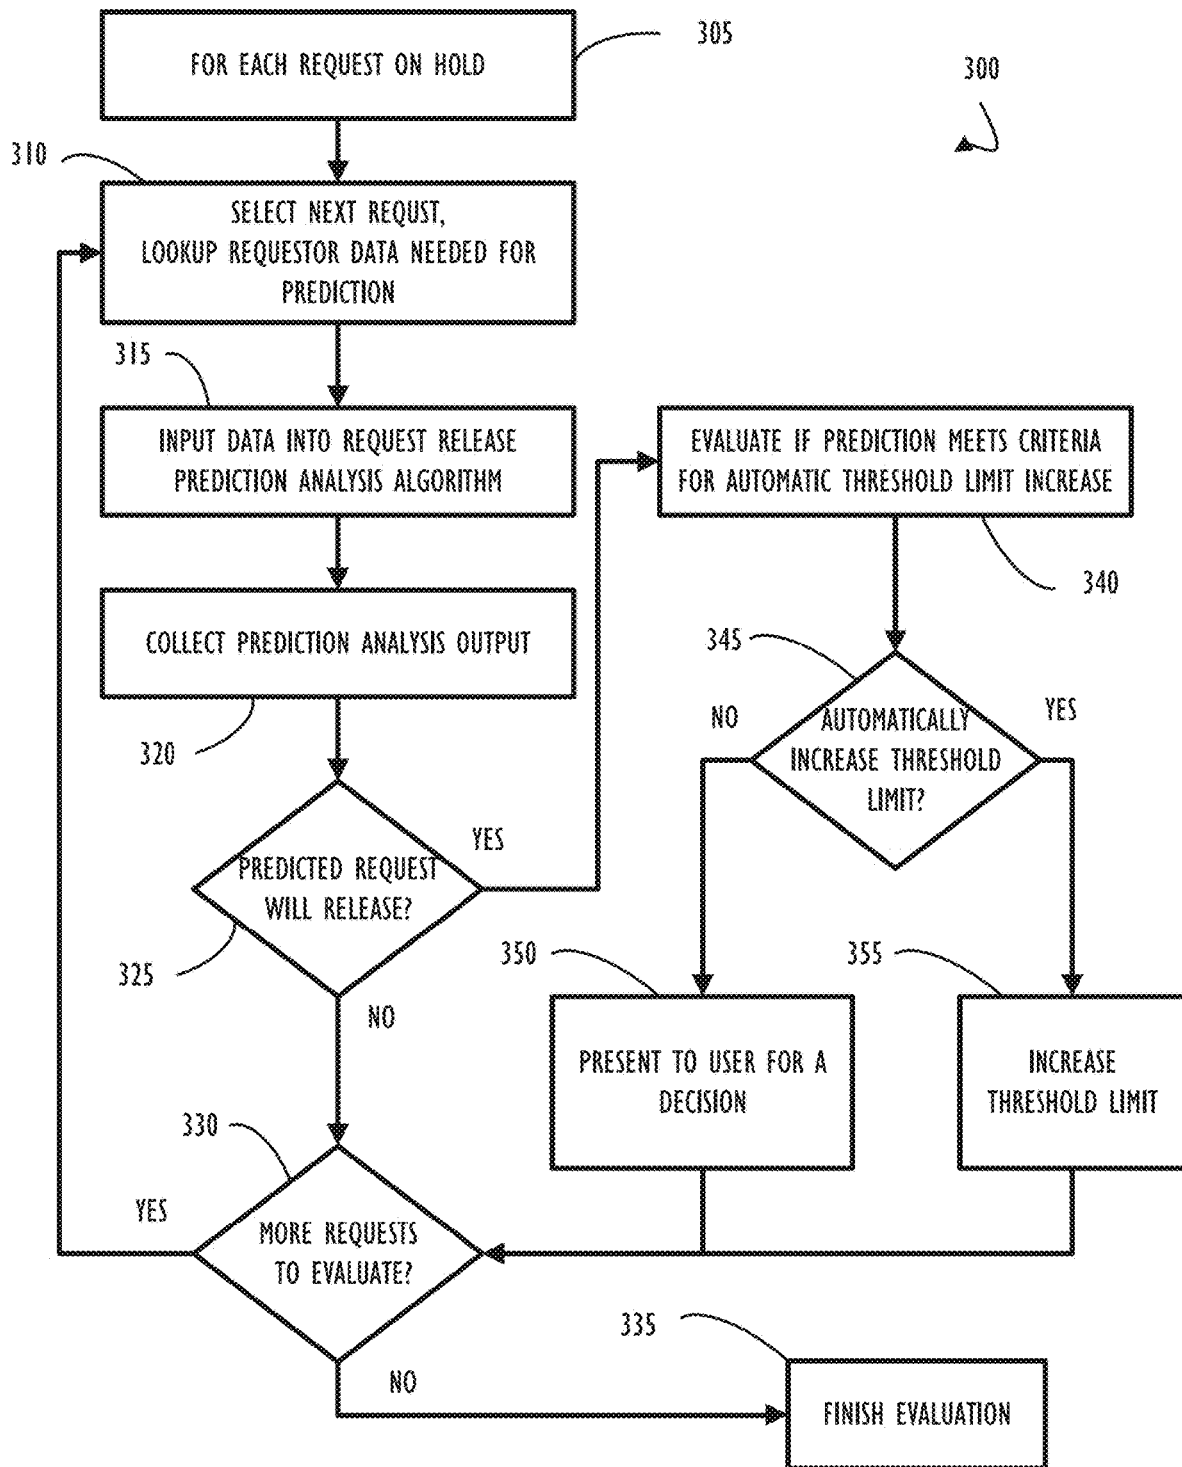 305
FOR EACH REQUEST ON HOLD
300
310
SELECT NEXT REQUST,
LOOKUP REQUESTOR DATA NEEDED FOR
PREDICTION
315
INPUT DATA INTO REQUEST RELEASE
PREDICTION ANALYSIS ALGORITHM
EVALUATE IF PREDICTION MEETS CRITERIA
FOR AUTOMATIC THRESHOLD LIMIT INCREASE
340
COLLECT PREDICTION ANALYSIS OUTPUT
320
345
NO
AUTOMATICALLY
INCREASE THRESHOLD
LIMIT?
YES
YES
PREDICTED REQUEST
WILL RELEASE?
325
NO
350
355
PRESENT TO USER FOR A
DECISION
INCREASE
THRESHOLD LIMIT
330
YES
MORE REQUESTS
TO EVALUATE?
NO
335
FINISH EVALUATION